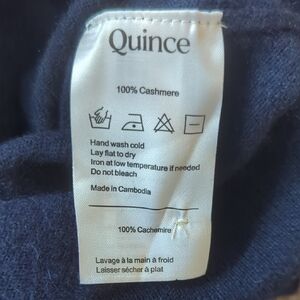 Quince
100% Cashmere
Hand wash cold
Lay flat to dry
Iron at low temperature if needed
Do not bleach
Made in Cambodia
100% Cachemire
Lavage à la main à froid
Laisser sécher à plat